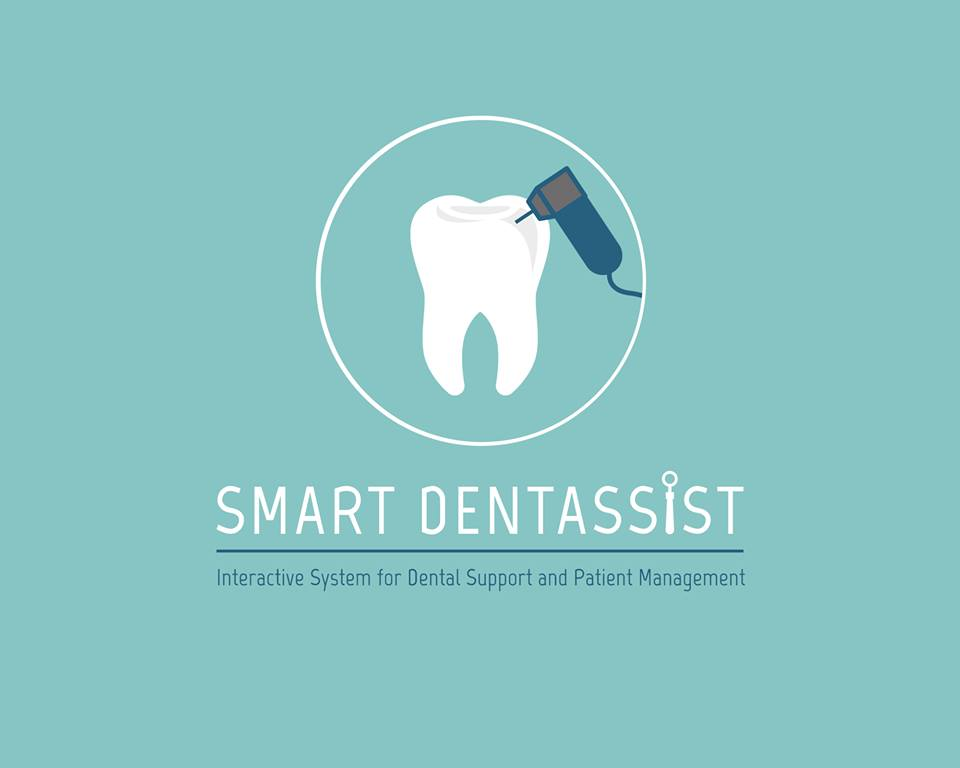 SMART DENTASSIST
Interactive System for Dental Support and Patient Management